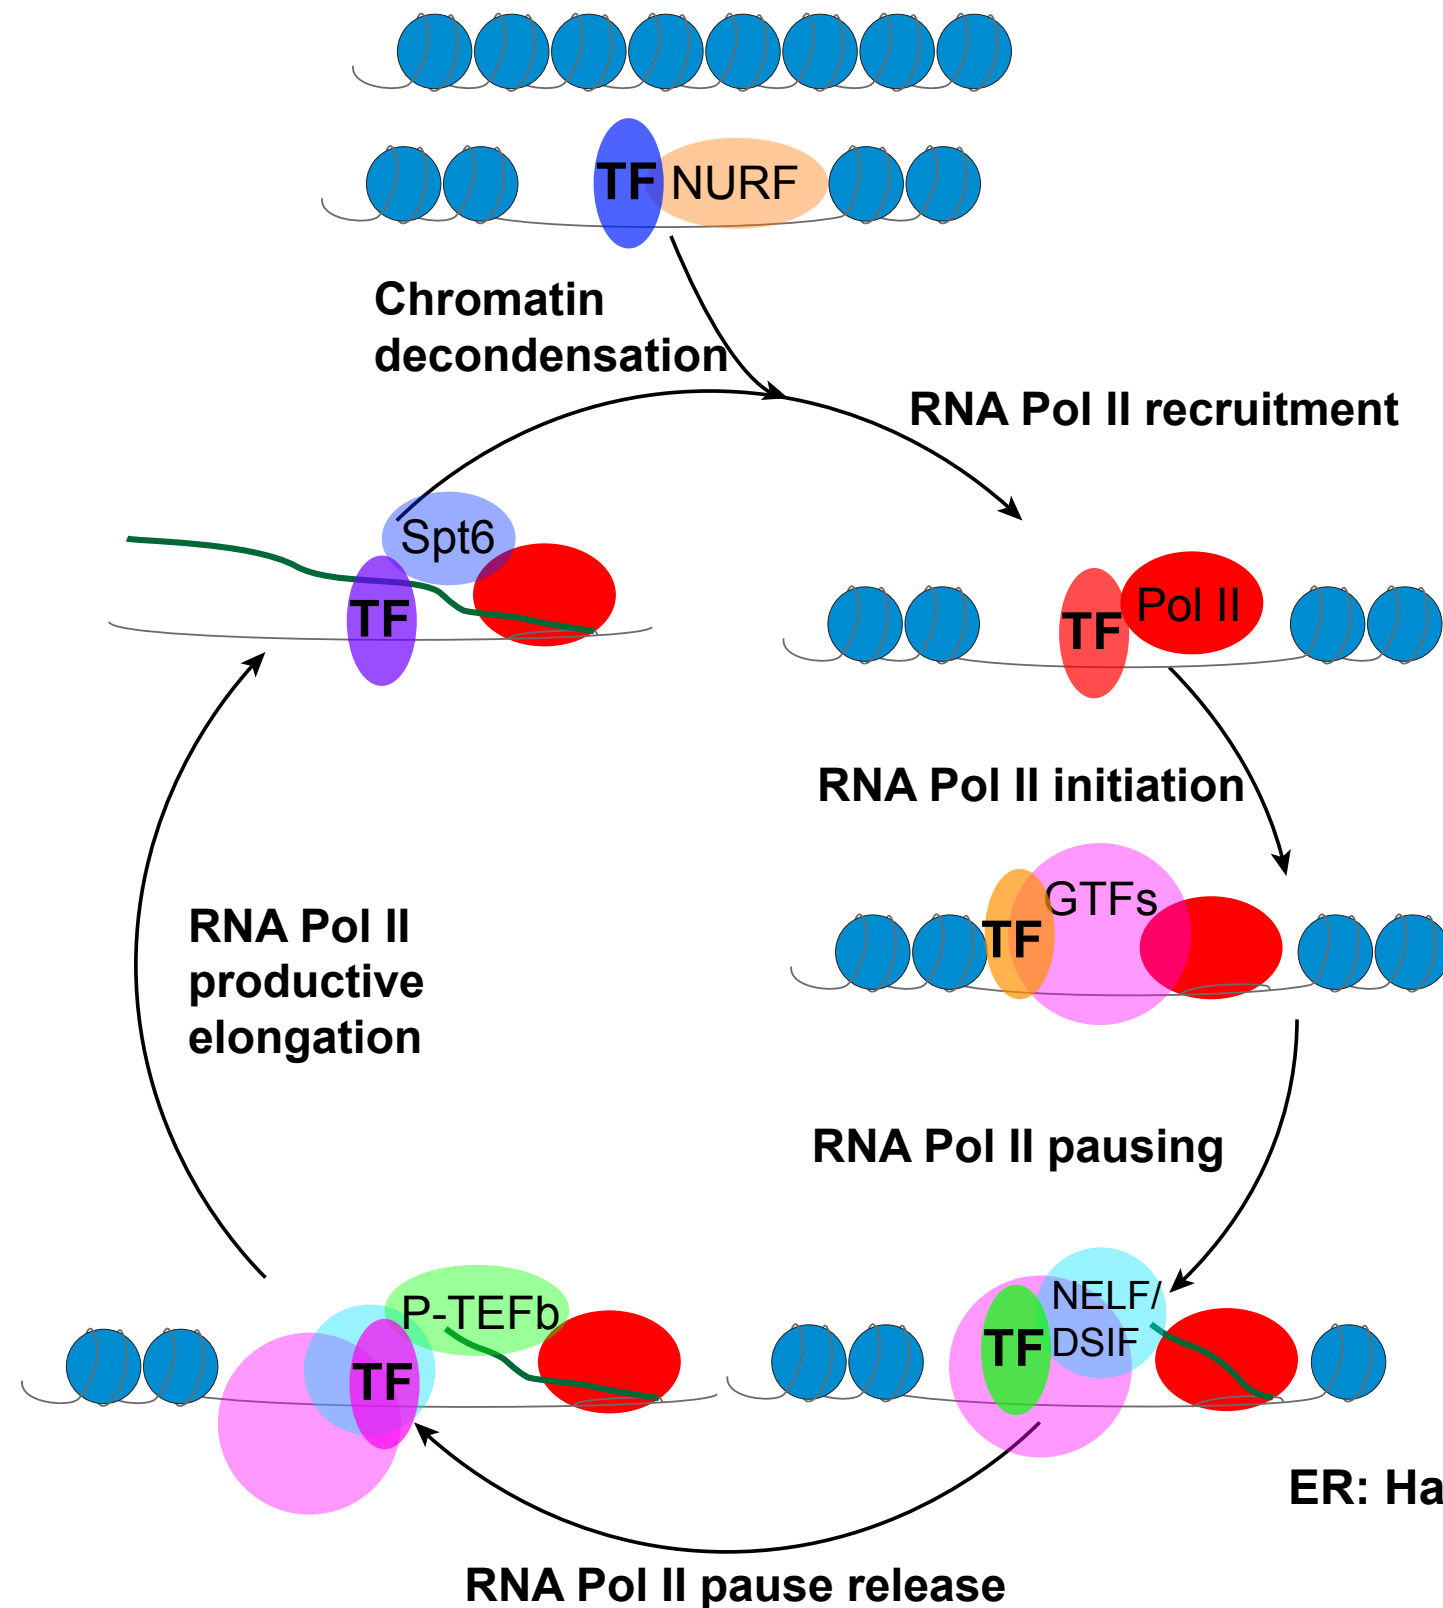 TF NURF
Chromatin
decondensation
RNA Pol II recruitment
Spt6
TF
TF Pol II
RNA Pol II initiation
TF GTFs
RNA Pol II
productive
elongation
RNA Pol II pausing
NELF/
DSIF
TF
P-TEFb
TF
ER: Ha
RNA Pol II pause release